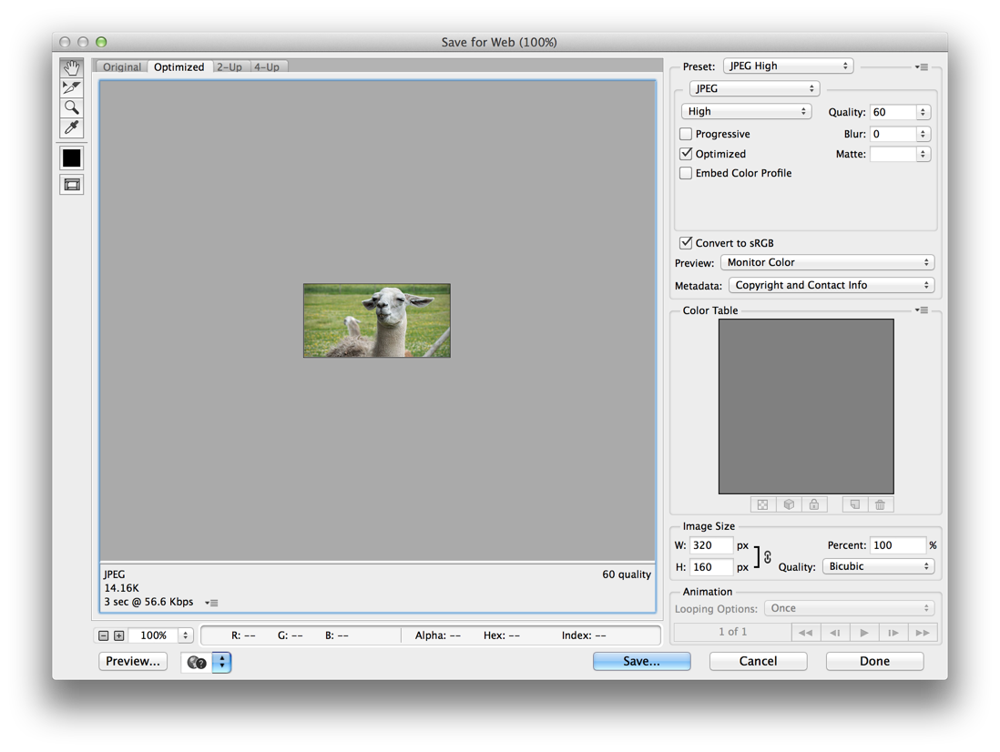 Save for Web (100%)
Original Optimized 2-Up 4-Up
Preset: JPEG High
JPEG
High Quality: 60
Progressive Blur: 0
Optimized Matte:
Embed Color Profile
Convert to sRGB
Preview: Monitor Color
Metadata: Copyright and Contact Info
Color Table
Image Size
W: 320 px Percent: 100 %
H: 160 px Quality: Bicubic
JPEG 60 quality
14.16K
3 sec @ 56.6 Kbps
Animation
Looping Options: Once
1 of 1
100% R: -- G: -- B: -- Alpha: -- Hex: -- Index: --
Preview... Save... Cancel Done